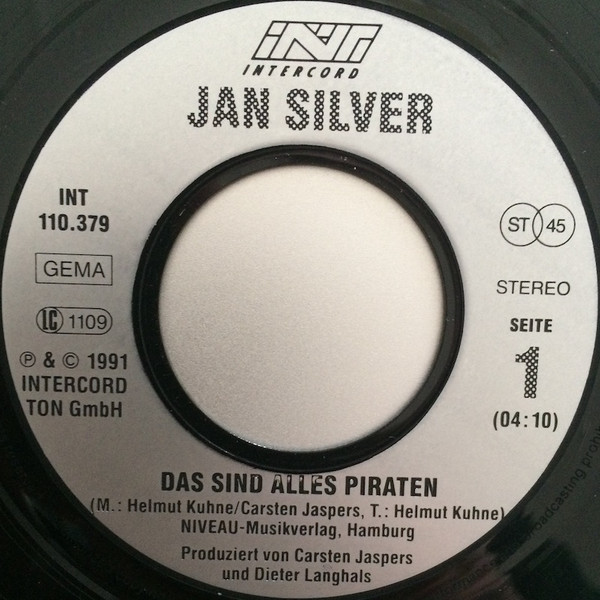 INT
INTERCORD
JAN SILVER
INT
110.379
GEMA
LC 1109
℗ & © 1991
INTERCORD
TON GmbH
ST 45
STEREO
SEITE
1
(04:10)
DAS SIND ALLES PIRATEN
(M.: Helmut Kuhne/Carsten Jaspers, T.: Helmut Kuhne)
NIVEAU-Musikverlag, Hamburg
Produziert von Carsten Jaspers
und Dieter Langhals
broadcasting